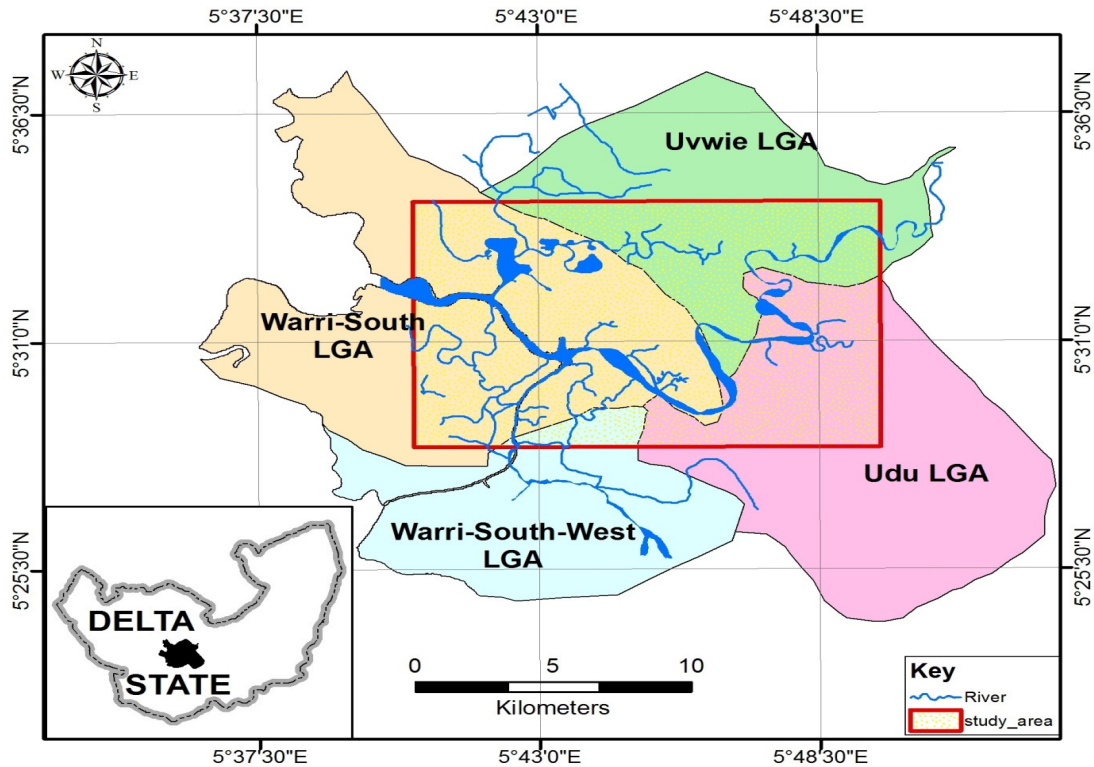 5°37'30"E 5°43'0"E 5°48'30"E
N
W E
S
5°36'30"N 5°36'30"N
Uvwie LGA
5°31'0"N 5°31'0"N
Warri-South
LGA
Udu LGA
Warri-South-West
LGA
5°25'30"N 5°25'30"N
DELTA
STATE
0 5 10
Kilometers
Key
River
study_area
5°37'30"E 5°43'0"E 5°48'30"E